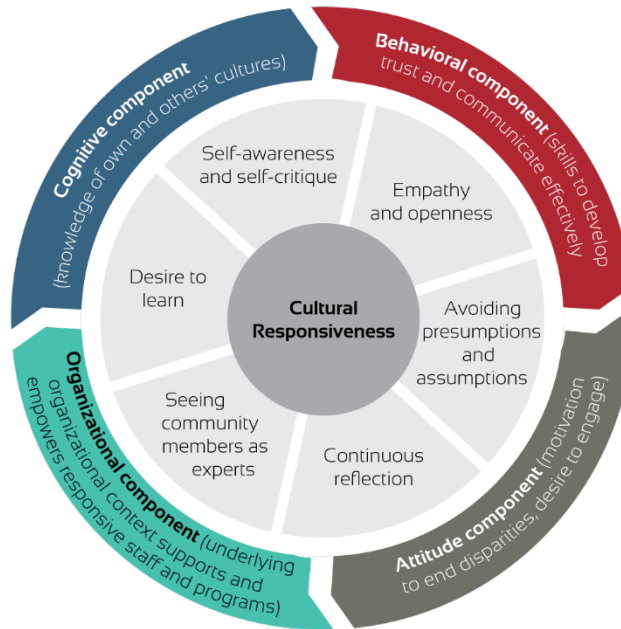 Cognitive component
(knowledge of own and others' cultures)
Behavioral component (skills to develop
trust and communicate effectively
Self-awareness
and self-critique
Empathy
and openness
Desire to
learn
Cultural
Responsiveness
Avoiding
presumptions
and
assumptions
Seeing
community
members as
experts
Continuous
reflection
Organizational component (underlying
organizational context supports and
empowers responsive staff and programs)
Attitude component (motivation
to end disparities, desire to engage)